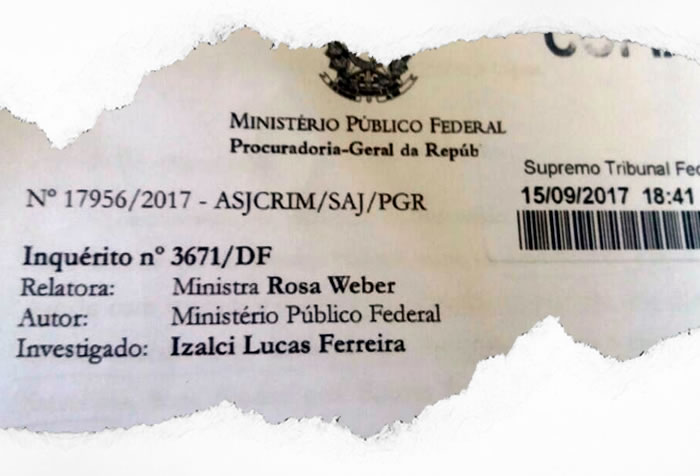 MINISTÉRIO PÚBLICO FEDERAL
Procuradoria-Geral da Repúb
Supremo Tribunal Fed
15/09/2017 18:41
Nº 17956/2017 - ASJCRIM/SAJ/PGR
Inquérito nº 3671/DF
Relatora: Ministra Rosa Weber
Autor: Ministério Público Federal
Investigado: Izalci Lucas Ferreira